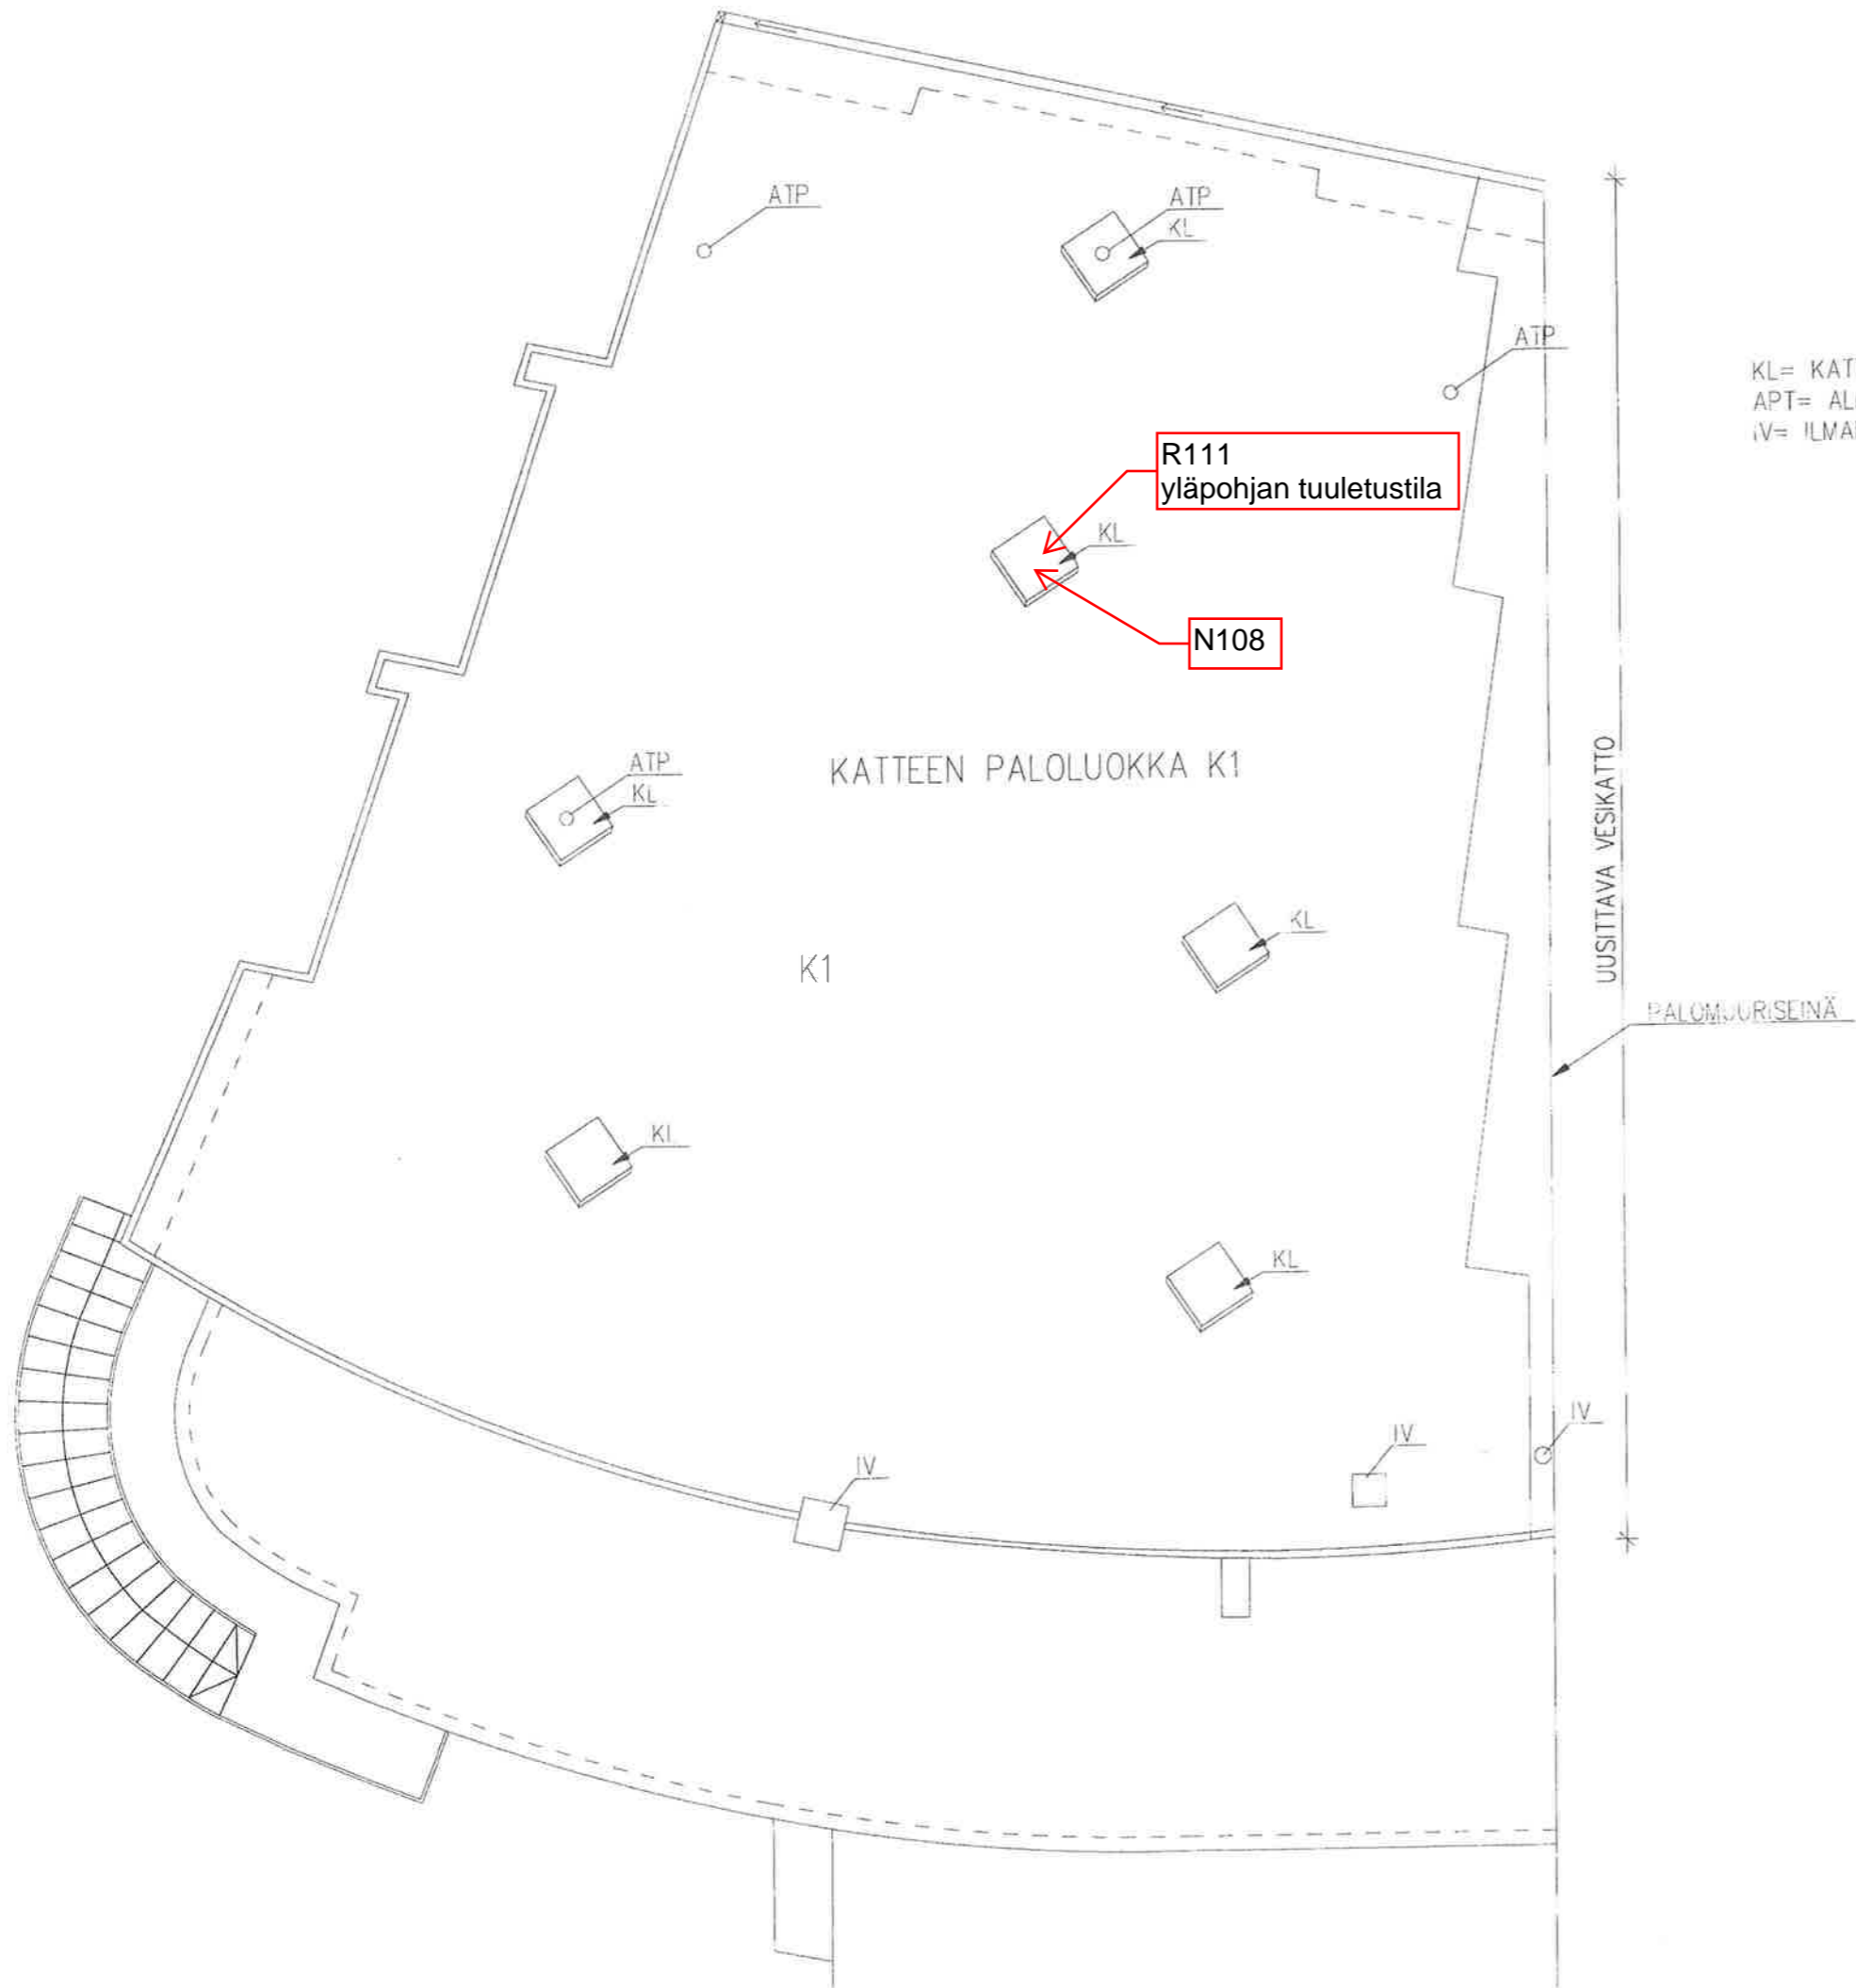 ATP
ATP
KL
ATP
KL= KAT
APT= AL
IV= ILMA
R111
yläpohjan tuuletustila
KL
N108
ATP
KL
KATTEEN PALOLUOKKA K1
UUSITTAVA VESIKATTO
KL
K1
PALOMUURISEINÄ
KL
KL
IV
IV
IV